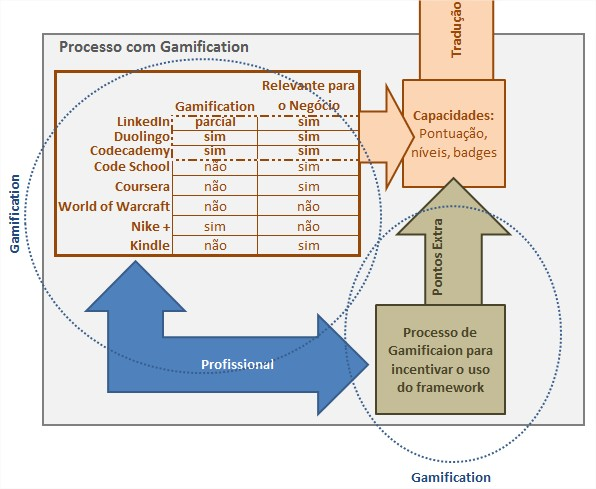 Tradução
Processo com Gamification
Relevante para
Gamification o Negócio
LinkedIn parcial sim
Duolingo sim sim
Codecademy sim sim
Code School não sim
Coursera não sim
World of Warcraft não não
Nike + sim não
Kindle não sim
Capacidades:
Pontuação,
níveis, badges
Gamification
Pontos Extra
Profissional
Processo de
Gamificaion para
incentivar o uso
do framework
Gamification